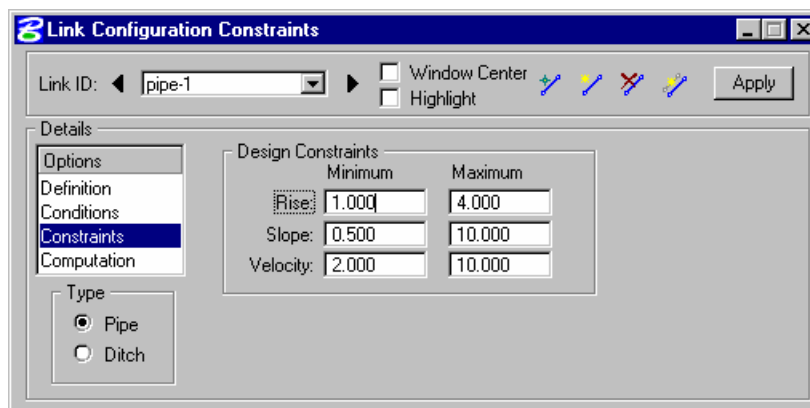 Link Configuration Constraints
Link ID: pipe-1 Window Center Apply
Highlight
Details
Options
Definition
Conditions
Constraints
Computation
Design Constraints
Minimum Maximum
Rise: 1.000 4.000
Slope: 0.500 10.000
Velocity: 2.000 10.000
Type
Pipe
Ditch